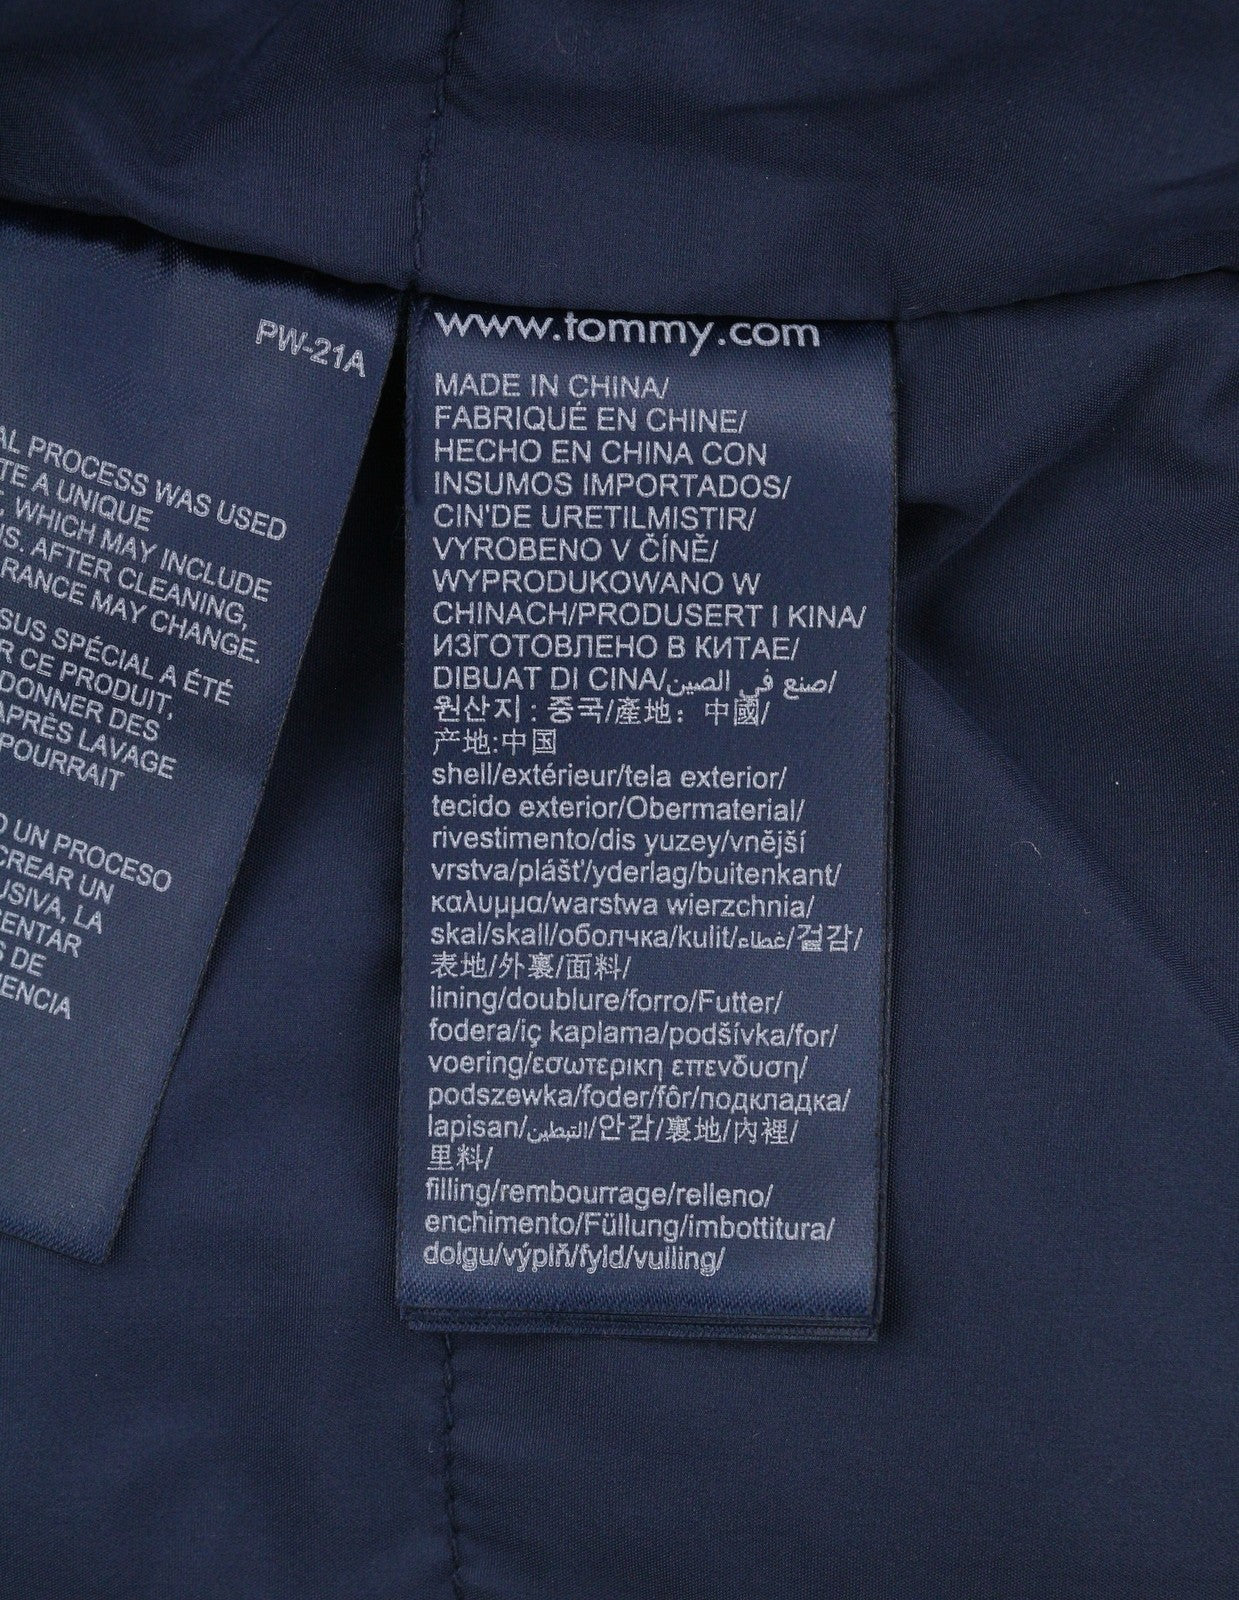 PW-21A
AL PROCESS WAS USED
TE A UNIQUE
, WHICH MAY INCLUDE
S. AFTER CLEANING,
RANCE MAY CHANGE.
SUS SPÉCIAL A ÉTÉ
R CE PRODUIT,
DONNER DES
APRÈS LAVAGE
POURRAIT
O UN PROCESO
CREAR UN
USIVA, LA
ENTAR
S DE
ENCIA
www.tommy.com
MADE IN CHINA/
FABRIQUÉ EN CHINE/
HECHO EN CHINA CON
INSUMOS IMPORTADOS/
CIN'DE URETILMISTIR/
VYROBENO V ČÍNĚ/
WYPRODUKOWANO W
CHINACH/PRODUSERT I KINA/
ИЗГОТОВЛЕНО В КИТАЕ/
DIBUAT DI CINA/صنع في الصين/
원산지 : 중국/產地：中國/
产地:中国
shell/extérieur/tela exterior/
tecido exterior/Obermaterial/
rivestimento/dis yuzey/vnější
vrstva/plášť/yderlag/buitenkant/
καλυμμα/warstwa wierzchnia/
skal/skall/оболчка/kulit/غطاء/겉감/
表地/外裏/面料/
lining/doublure/forro/Futter/
fodera/iç kaplama/podšívka/for/
voering/εσωτερικη επενδυση/
podszewka/foder/fôr/подкладка/
lapisan/التبطين/안감/裏地/內裡/
里料/
filling/rembourrage/relleno/
enchimento/Füllung/imbottitura/
dolgu/výplň/fyld/vulling/